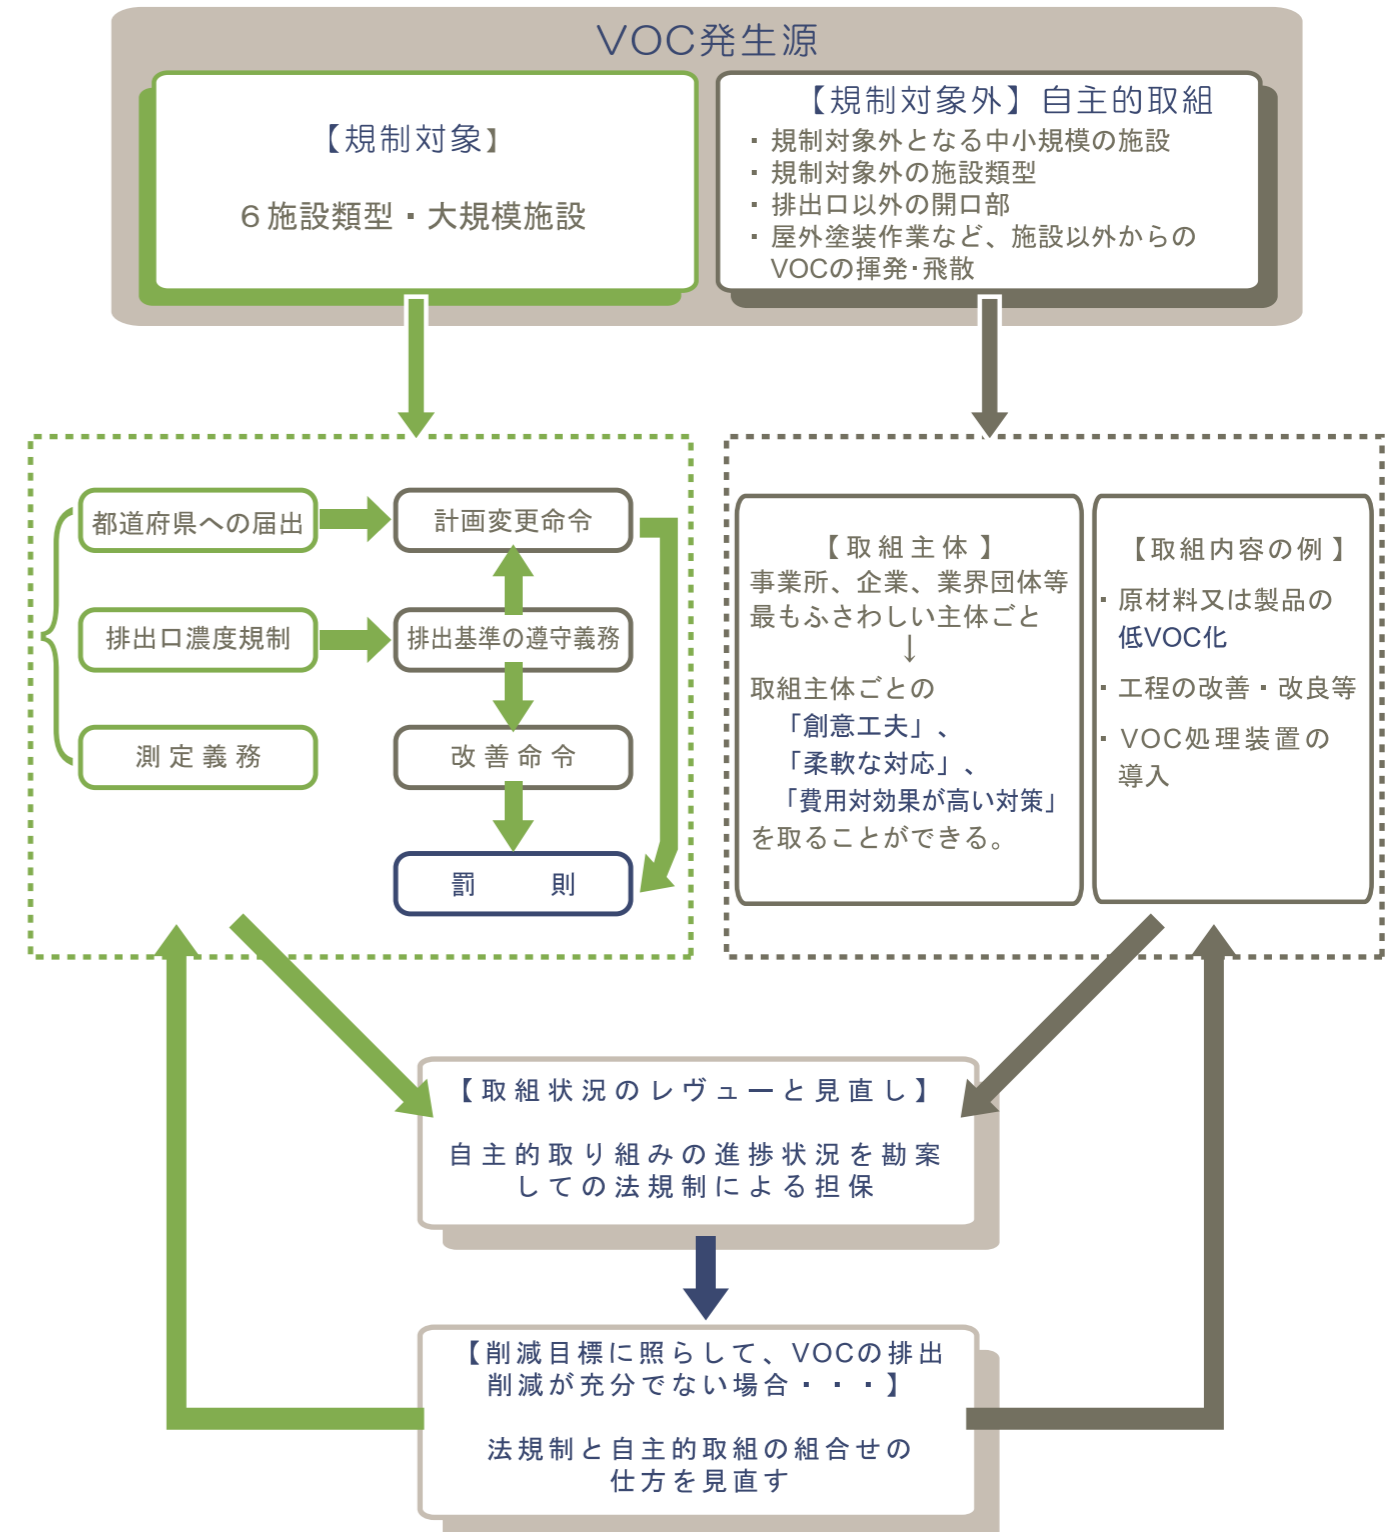 VOC発生源
【規制対象】
6施設類型・大規模施設
【規制対象外】自主的取組
・規制対象外となる中小規模の施設
・規制対象外の施設類型
・排出口以外の開口部
・屋外塗装作業など、施設以外からの
VOCの揮発・飛散
都道府県への届出
計画変更命令
排出口濃度規制
排出基準の遵守義務
測定義務
改善命令
罰　則
【取組主体】
事業所、企業、業界団体等
最もふさわしい主体ごと
↓
取組主体ごとの
「創意工夫」、
「柔軟な対応」、
「費用対効果が高い対策」
を取ることができる。
【取組内容の例】
・原材料又は製品の
低VOC化
・工程の改善・改良等
・VOC処理装置の
導入
【取組状況のレヴューと見直し】
自主的取り組みの進捗状況を勘案
しての法規制による担保
【削減目標に照らして、VOCの排出
削減が充分でない場合・・・】
法規制と自主的取組の組合せの
仕方を見直す